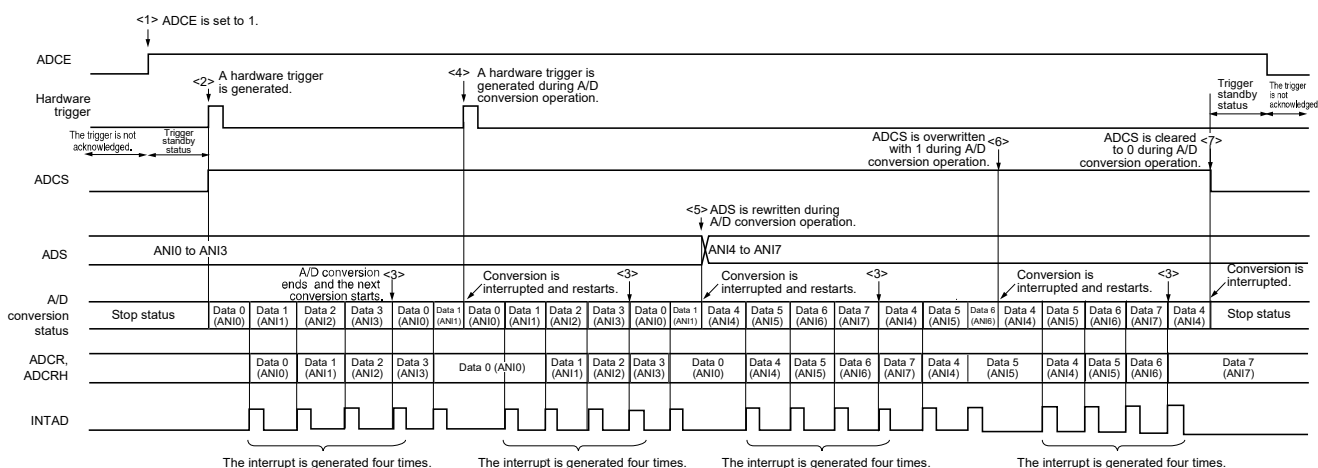 <1> ADCE is set to 1.
ADCE
<2> A hardware trigger
is generated.
<4> A hardware trigger is
generated during A/D
conversion operation.
Trigger
standby
status
The trigger
is not
acknowledged
Hardware
trigger
The trigger is not
acknowledged.
Trigger
standby
status
ADCS is overwritten <6>
with 1 during A/D
conversion operation.
ADCS is cleared <7>
to 0 during A/D
conversion operation.
ADCS
<5> ADS is rewritten during
A/D conversion operation.
ADS
ANI0 to ANI3
ANI4 to ANI7
A/D conversion <3>
ends and the next
conversion starts.
Conversion is
interrupted and restarts.
<3>
Conversion is
interrupted and restarts.
<3>
Conversion is
interrupted and restarts.
<3>
Conversion is
interrupted.
A/D
conversion
status
Stop status
Data 0 (ANI0)
Data 1 (ANI1)
Data 2 (ANI2)
Data 3 (ANI3)
Data 0 (ANI0)
Data 1 (ANI1)
Data 0 (ANI0)
Data 1 (ANI1)
Data 2 (ANI2)
Data 3 (ANI3)
Data 0 (ANI0)
Data 1 (ANI1)
Data 4 (ANI4)
Data 5 (ANI5)
Data 6 (ANI6)
Data 7 (ANI7)
Data 4 (ANI4)
Data 5 (ANI5)
Data 6 (ANI6)
Data 4 (ANI4)
Data 5 (ANI5)
Data 6 (ANI6)
Data 7 (ANI7)
Data 4 (ANI4)
Stop status
ADCR,
ADCRH
Data 0 (ANI0)
Data 1 (ANI1)
Data 2 (ANI2)
Data 3 (ANI3)
Data 0 (ANI0)
Data 1 (ANI1)
Data 2 (ANI2)
Data 3 (ANI3)
Data 0 (ANI0)
Data 4 (ANI4)
Data 5 (ANI5)
Data 6 (ANI6)
Data 7 (ANI7)
Data 4 (ANI4)
Data 5 (ANI5)
Data 4 (ANI4)
Data 5 (ANI5)
Data 6 (ANI6)
Data 7 (ANI7)
INTAD
The interrupt is generated four times.
The interrupt is generated four times.
The interrupt is generated four times.
The interrupt is generated four times.